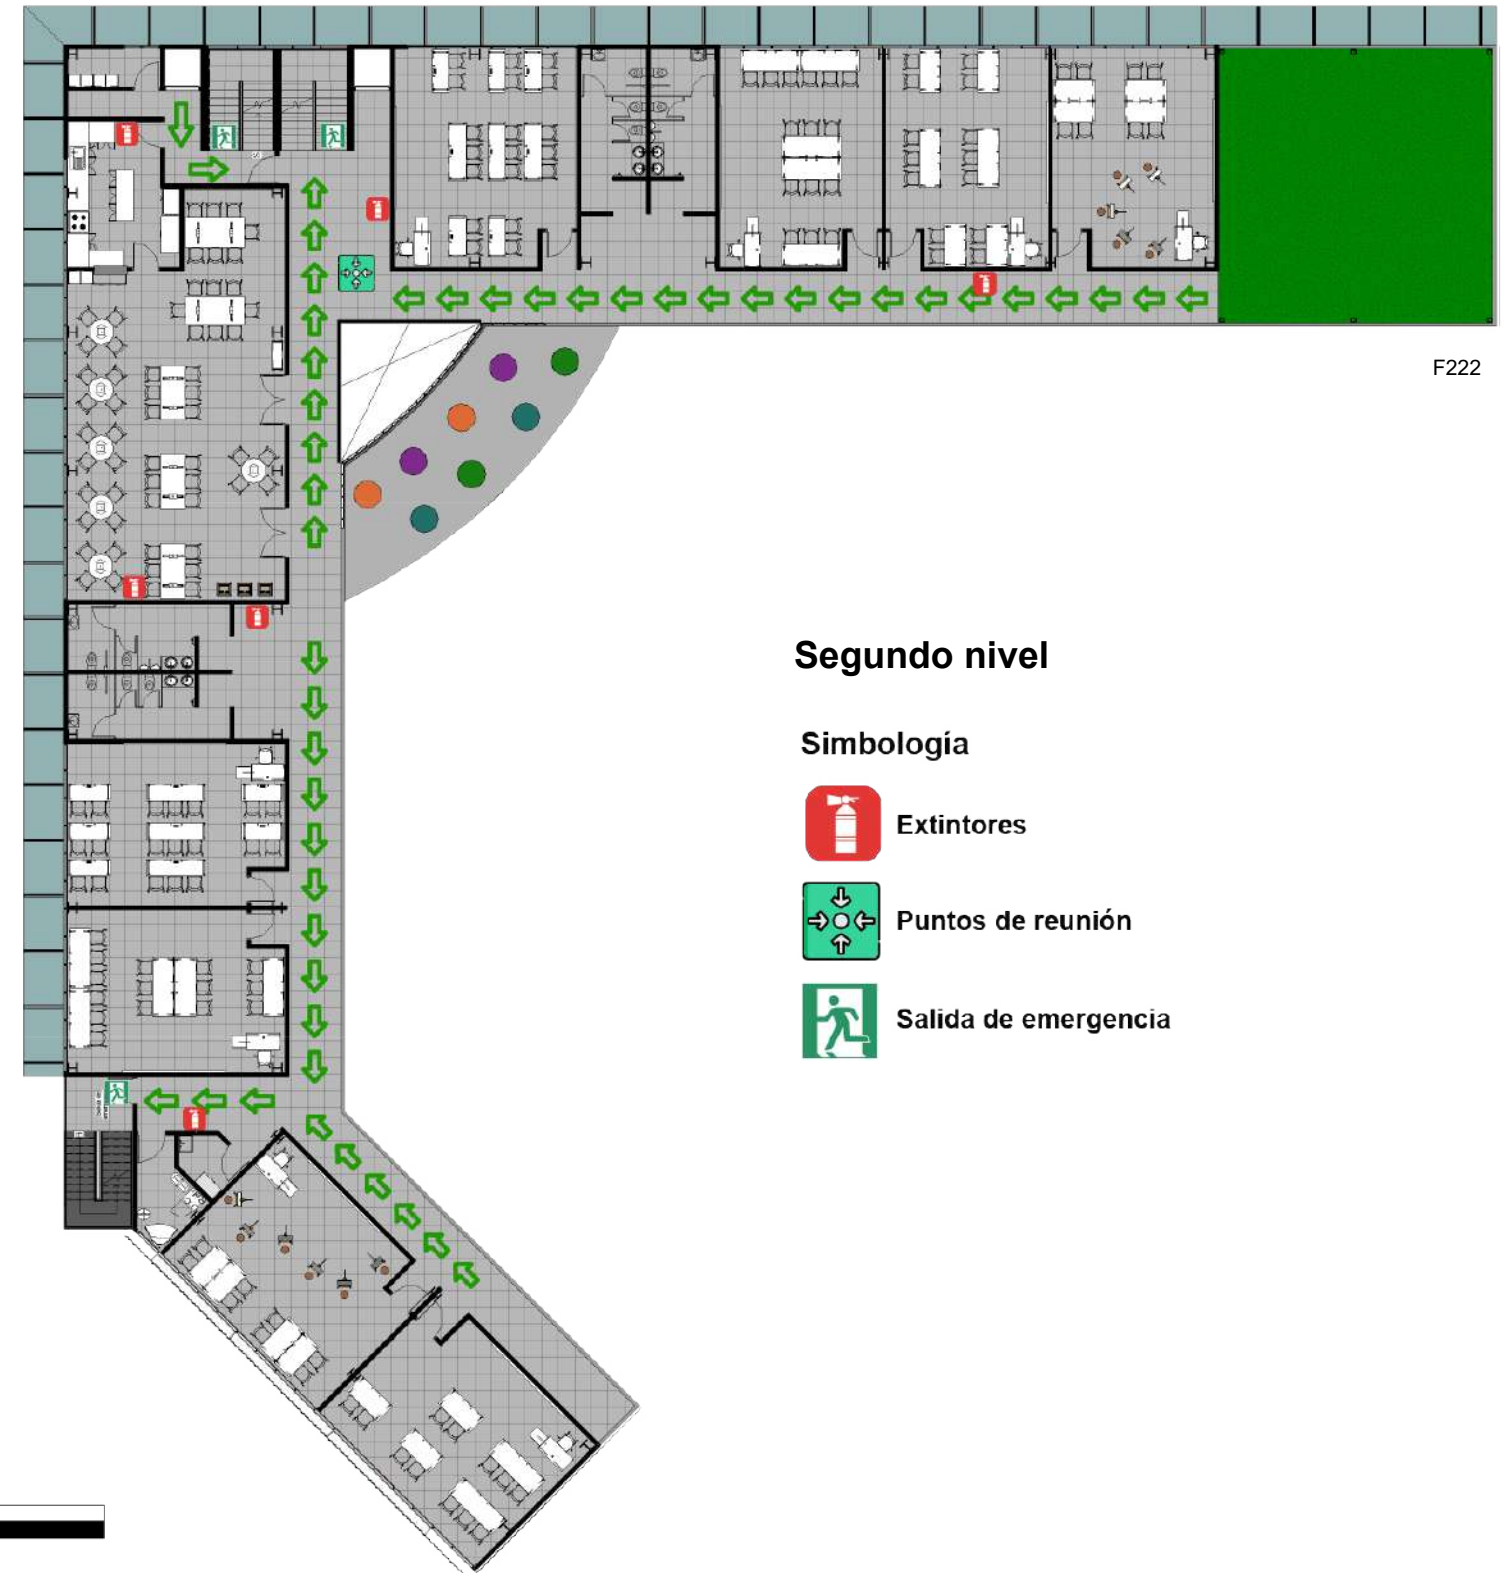 F222
Segundo nivel
Simbología
Extintores
Puntos de reunión
Salida de emergencia